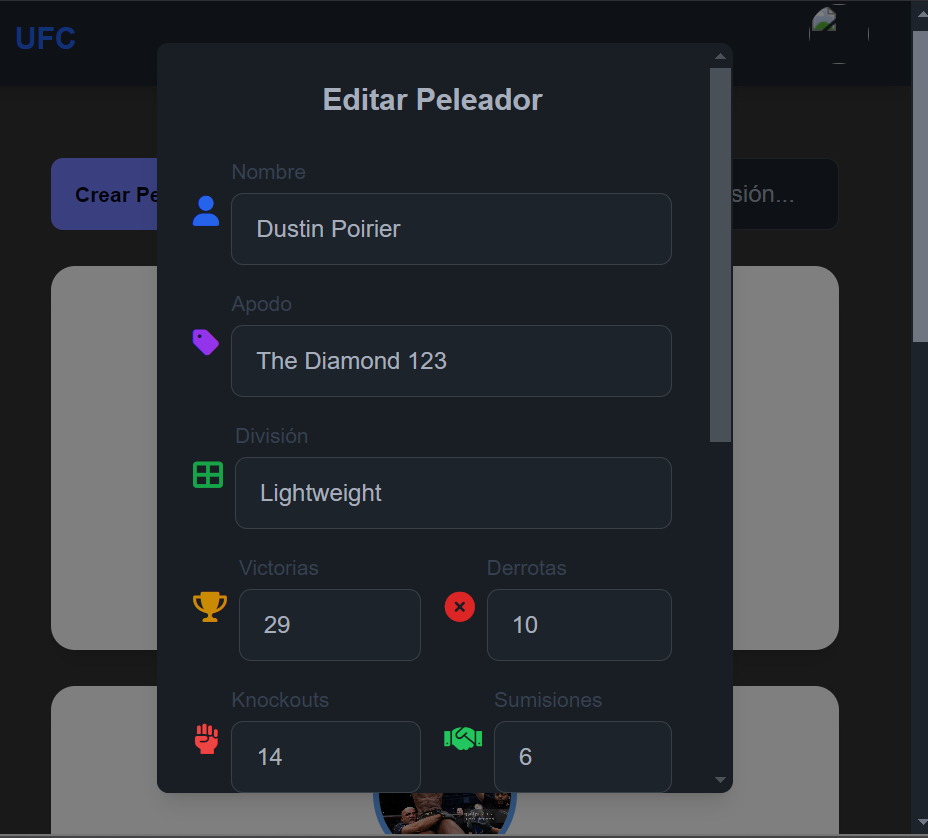 UFC
Editar Peleador
Nombre
Crear Pe
sión...
Dustin Poirier
Apodo
The Diamond 123
División
Lightweight
Victorias
Derrotas
29
10
Knockouts
Sumisiones
14
6